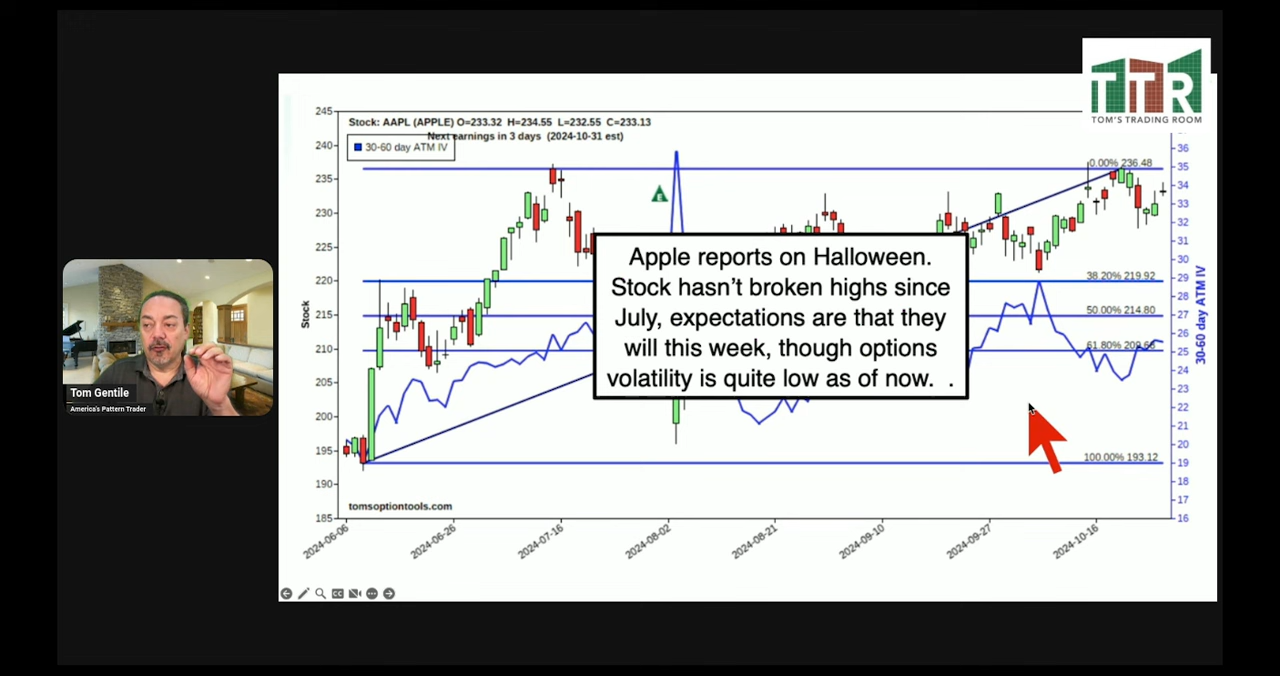 TTR
TOM'S TRADING ROOM
Stock: AAPL (APPLE) O=233.32 H=234.55 L=232.55 C=233.13
Next earnings in 3 days (2024-10-31 est)
30-60 day ATM IV
245
240
235
230
225
220
215
210
205
200
195
190
185
Stock
E
0.00% 236.48
38.20% 219.92
50.00% 214.80
61.80% 209.68
100.00% 193.12
Apple reports on Halloween.
Stock hasn't broken highs since
July, expectations are that they
will this week, though options
volatility is quite low as of now. .
36
35
34
33
32
31
30
29
28
27
26
25
24
23
22
21
20
19
18
17
16
30-60 day ATM IV
tomsoptiontools.com
2024-06-06
2024-06-26
2024-07-16
2024-08-02
2024-08-21
2024-09-10
2024-09-27
2024-10-16
Tom Gentile
America's Pattern Trader
CC